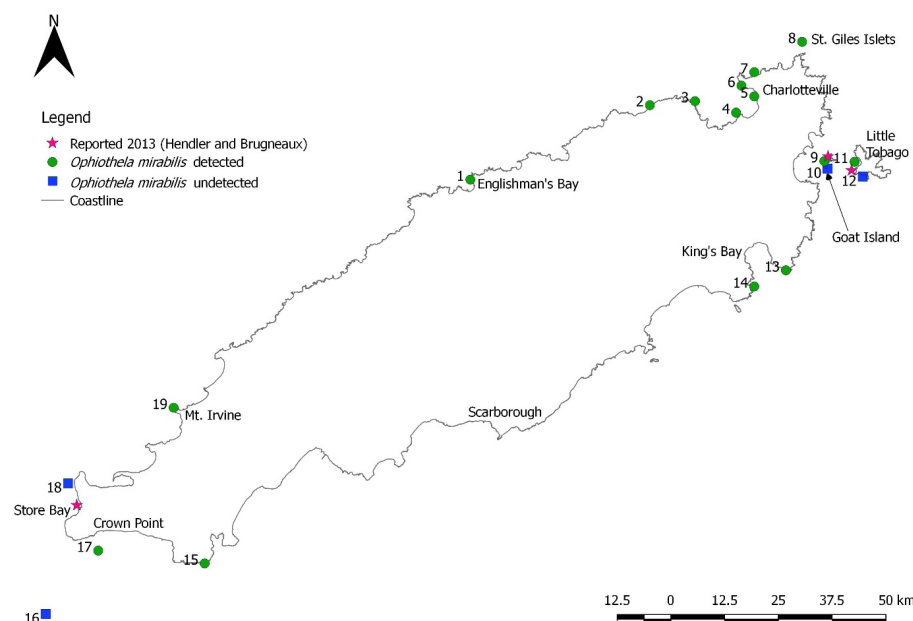 N
8
St. Giles Islets
7
6
5
Charlotteville
2
3
4
Legend
Reported 2013 (Hendler and Brugneaux)
Ophiothela mirabilis detected
Ophiothela mirabilis undetected
Coastline
Little
Tobago
9
11
10
12
1
Englishman's Bay
Goat Island
King's Bay
13
14
19
Mt. Irvine
Scarborough
18
Store Bay
Crown Point
17
15
16
12.5 0 12.5 25 37.5 50 km